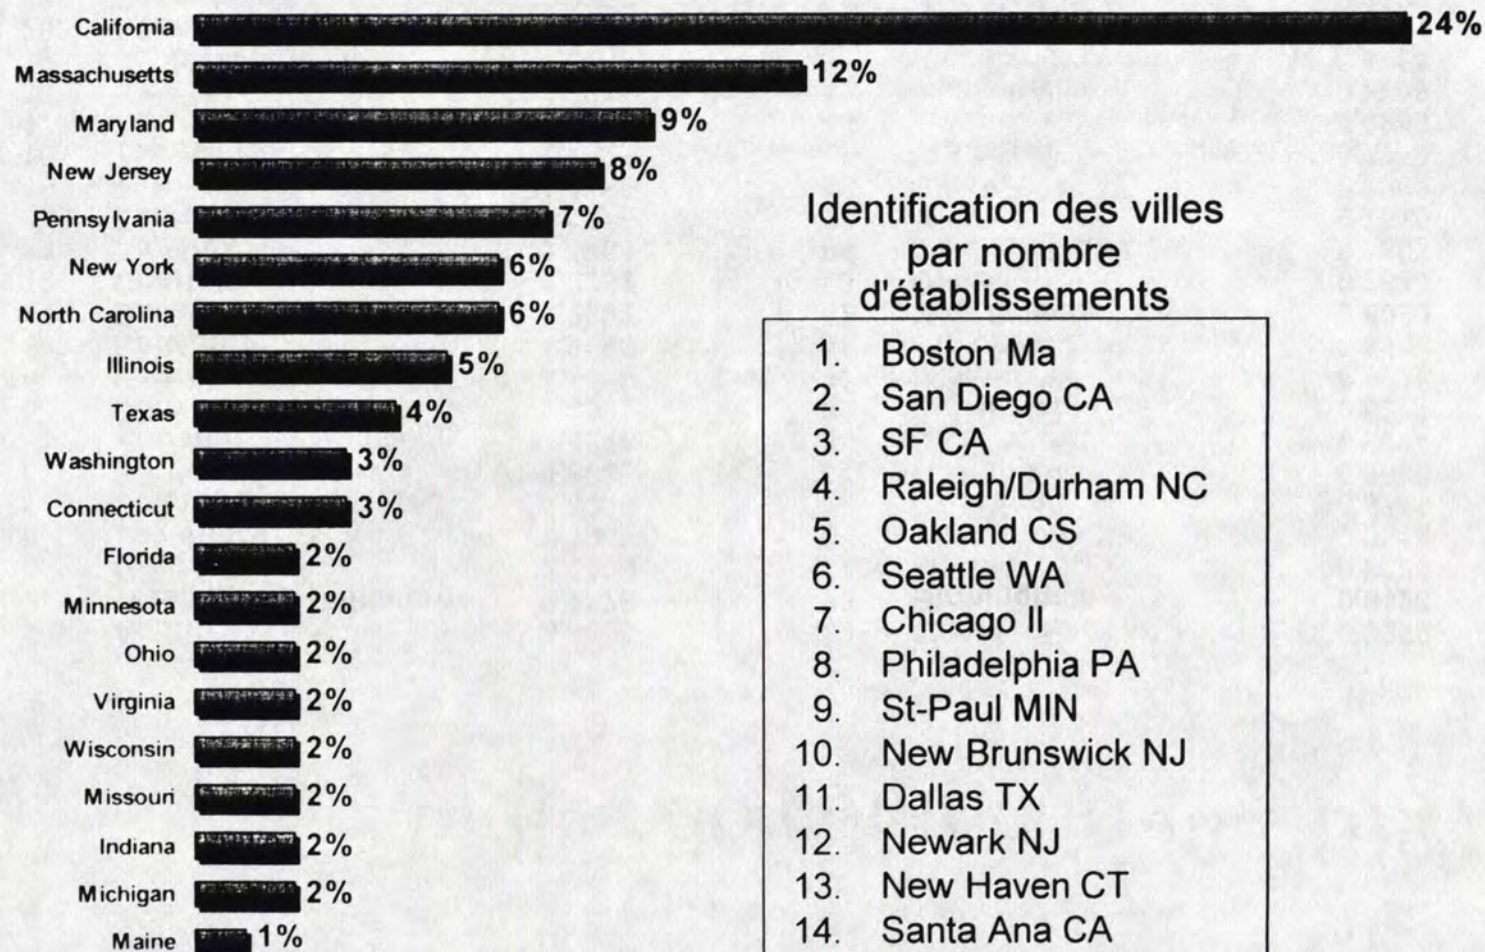 California 24%
Massachusetts 12%
Maryland 9%
New Jersey 8%
Pennsylvania 7%
New York 6%
North Carolina 6%
Illinois 5%
Texas 4%
Washington 3%
Connecticut 3%
Florida 2%
Minnesota 2%
Ohio 2%
Virginia 2%
Wisconsin 2%
Missouri 2%
Indiana 2%
Michigan 2%
Maine 1%
Identification des villes
par nombre
d'établissements
1. Boston Ma
2. San Diego CA
3. SF CA
4. Raleigh/Durham NC
5. Oakland CS
6. Seattle WA
7. Chicago Il
8. Philadelphia PA
9. St-Paul MIN
10. New Brunswick NJ
11. Dallas TX
12. Newark NJ
13. New Haven CT
14. Santa Ana CA